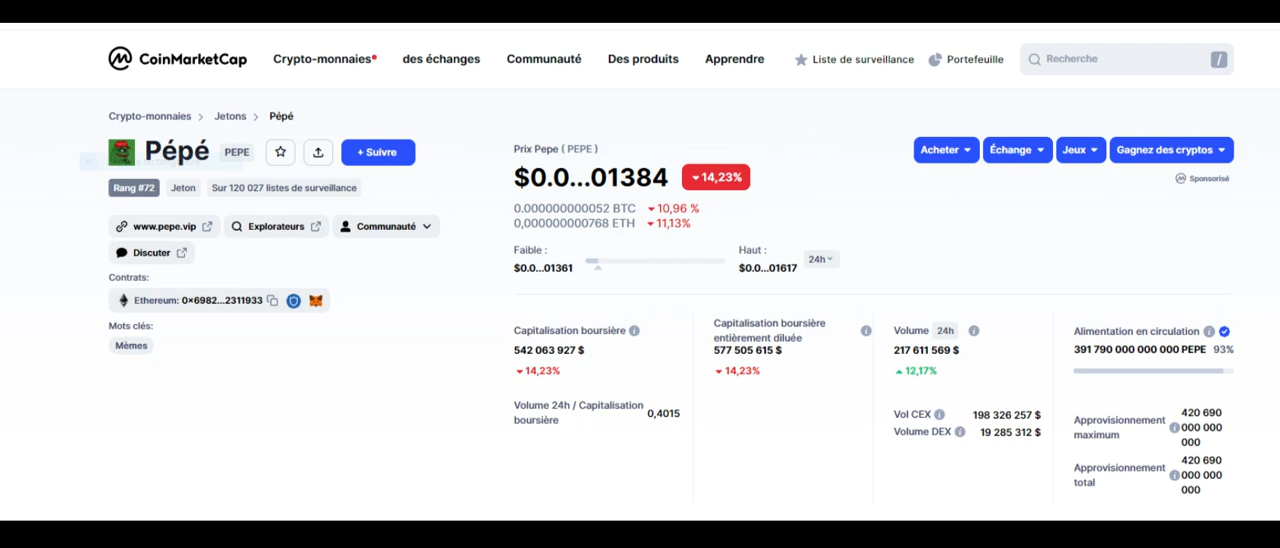 CoinMarketCap Crypto-monnaies des échanges Communauté Des produits Apprendre Liste de surveillance Portefeuille Recherche /
Crypto-monnaies > Jetons > Pépé
Pépé PEPE + Suivre
Rang #72 Jeton Sur 120 027 listes de surveillance
www.pepe.vip Explorateurs Communauté
Discuter
Contrats:
Ethereum: 0x6982...2311933
Mots clés:
Mèmes
Prix Pepe ( PEPE )
$0.0...01384 14,23%
0.000000000052 BTC 10,96 %
0,000000000768 ETH 11,13%
Faible :
$0.0...01361
Haut :
$0.0...01617
24h
Acheter Échange Jeux Gagnez des cryptos
Sponsorisé
Capitalisation boursière
542 063 927 $
14,23%
Volume 24h / Capitalisation
boursière
0,4015
Capitalisation boursière
entièrement diluée
577 505 615 $
14,23%
Volume 24h
217 611 569 $
12,17%
Vol CEX 198 326 257 $
Volume DEX 19 285 312 $
Alimentation en circulation
391 790 000 000 000 PEPE 93%
Approvisionnement
maximum
420 690
000 000
000
Approvisionnement
total
420 690
000 000
000